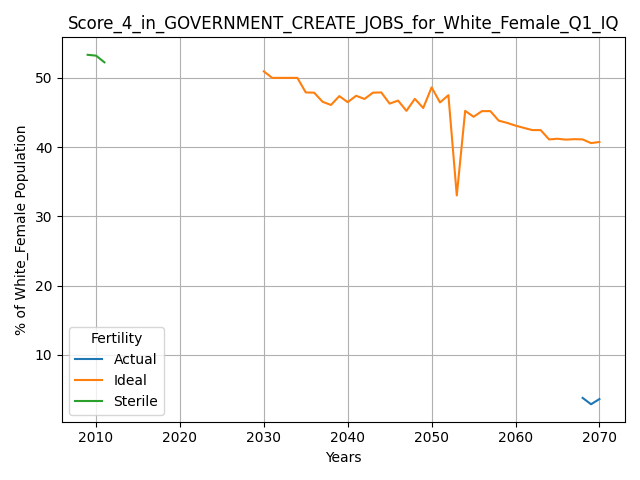 Score_4_in_GOVERNMENT_CREATE_JOBS_for_White_Female_Q1_IQ
% of White_Female Population
50
40
30
20
10
Fertility
Actual
Ideal
Sterile
2010 2020 2030 2040 2050 2060 2070
Years